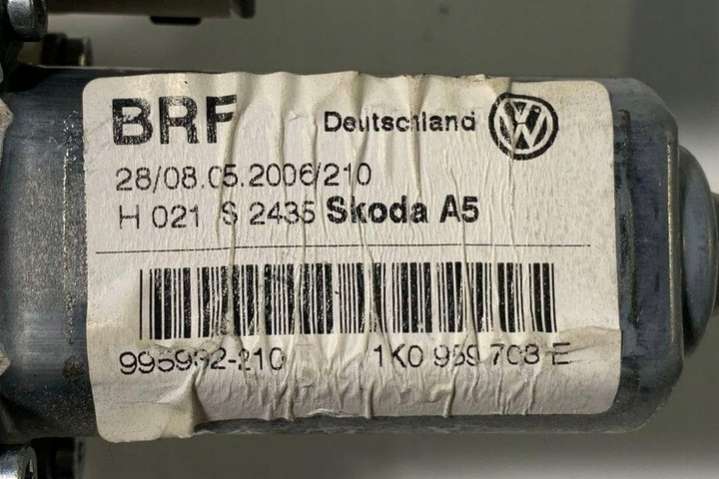 BRF Deutschland
28/08.05.2006/210
H 021 S 2435 Skoda A5
995992-210 1K0 959 703 E